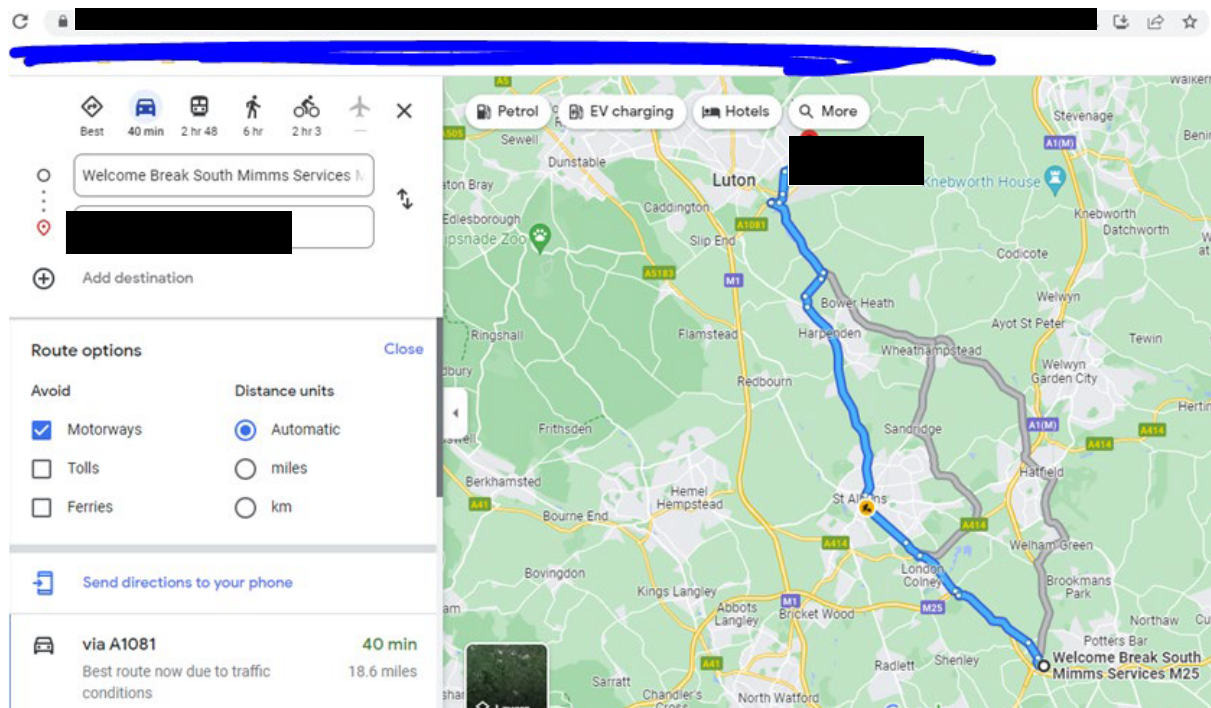 Best
40 min
2 hr 48
6 hr
2 hr 3
—
Welcome Break South Mimms Services
Add destination
Route options
Close
Avoid
Distance units
Motorways
Automatic
Tolls
miles
Ferries
km
Send directions to your phone
via A1081
40 min
Best route now due to traffic
18.6 miles
conditions
Petrol
EV charging
Hotels
More
A5
Sewell
Dunstable
Luton
Stevenage
A1(M)
Knebworth House
Knebworth
Datchworth
Caddington
A1081
Edlesborough
Slip End
Codicote
A5183
M1
Bower Heath
Welwyn
Ayot St Peter
Tewin
Ringshall
Flamstead
Harpenden
Wheathampstead
Welwyn
Garden City
Redbourn
A1(M)
A414
A414
Frithsden
Sandridge
Hatfield
Berkhamsted
Hemel
Hempstead
St Albans
A41
Bourne End
A414
A414
Welham Green
Bovingdon
London
Colney
Brookmans
Park
Kings Langley
M1
Abbots
Langley
Bricket Wood
M25
Northaw
Potters Bar
A41
Radlett
Shenley
Welcome Break South
Mimms Services M25
Sarratt
Chandler's
Cross
North Watford